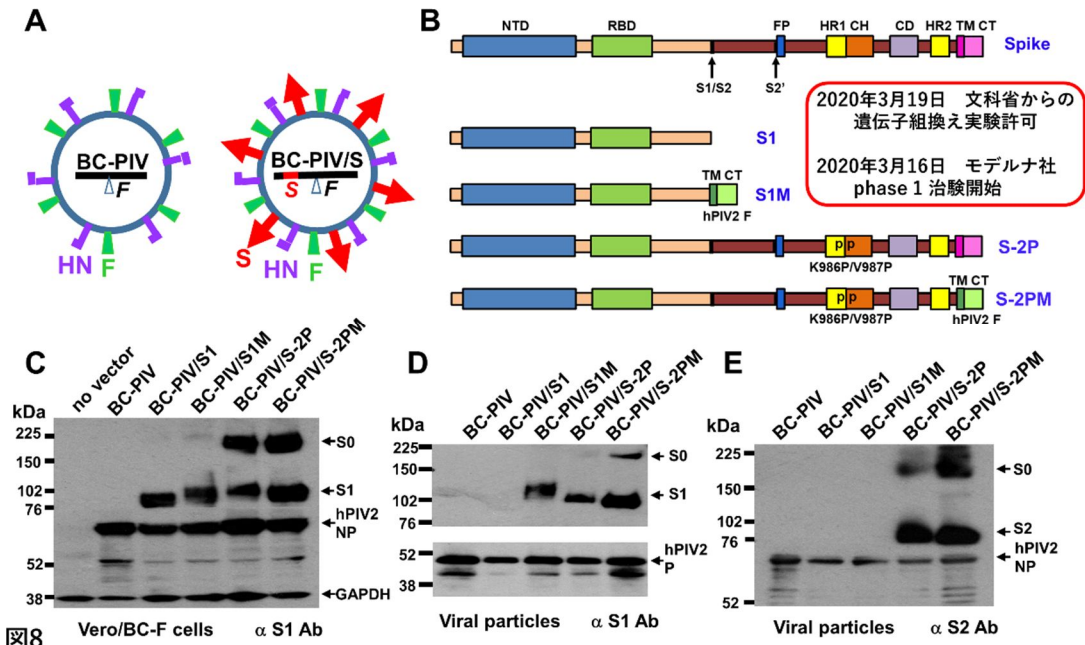 A
BC-PIV
F
HN
F
BC-PIV/S
S
F
S
HN
F
B
NTD RBD FP HR1 CH CD HR2 TM CT
Spike
S1/S2 S2'
S1
TM CT
S1M
hPIV2 F
p p
S-2P
K986P/V987P
TM CT
p p
S-2PM
K986P/V987P hPIV2 F
2020年3月19日 文科省からの
遺伝子組換え実験許可
2020年3月16日 モデルナ社
phase 1 治験開始
C
no vector
BC-PIV
BC-PIV/S1
BC-PIV/S1M
BC-PIV/S-2P
BC-PIV/S-2PM
kDa
225
150
102
76
52
38
S0
S1
hPIV2
NP
GAPDH
Vero/BC-F cells α S1 Ab
D
BC-PIV
BC-PIV/S1
BC-PIV/S1M
BC-PIV/S-2P
BC-PIV/S-2PM
kDa
225
150
102
76
52
38
S0
S1
hPIV2
P
Viral particles α S1 Ab
E
BC-PIV
BC-PIV/S1
BC-PIV/S1M
BC-PIV/S-2P
BC-PIV/S-2PM
kDa
225
150
102
76
52
S0
S2
hPIV2
NP
Viral particles α S2 Ab
図8